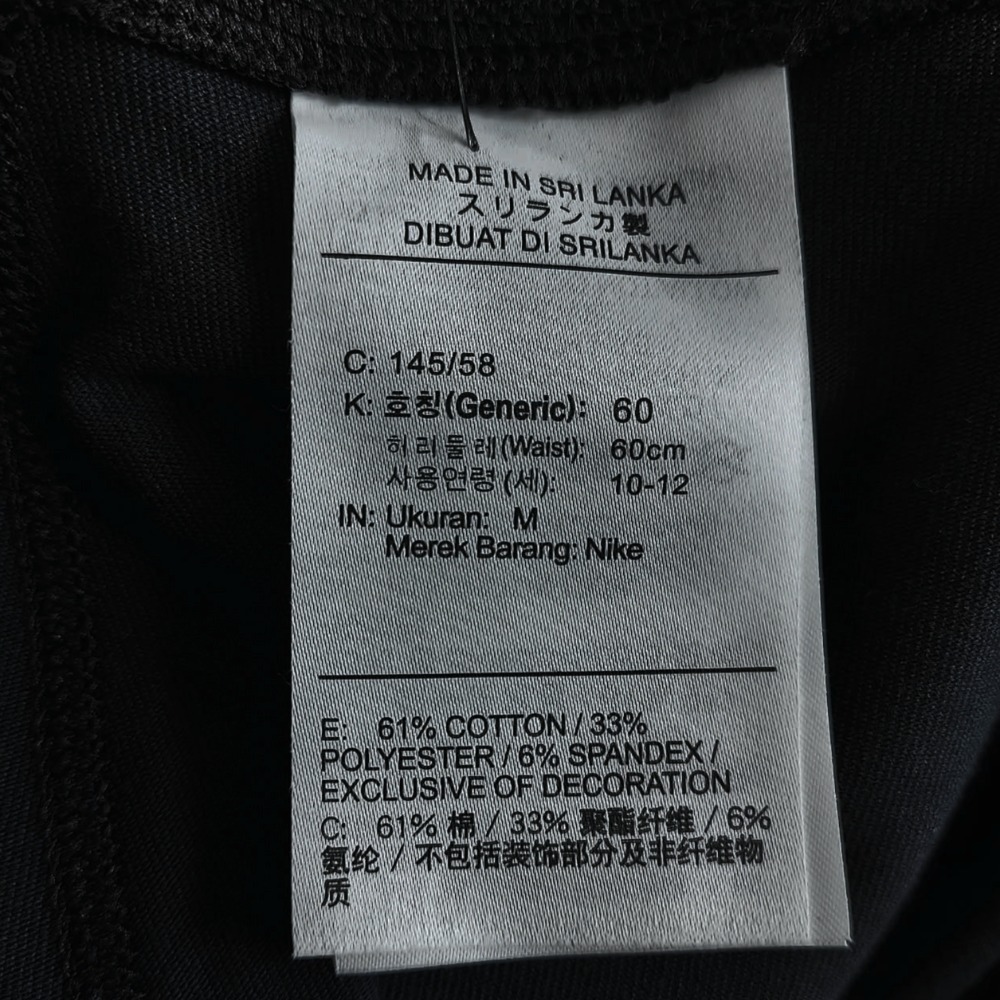 MADE IN SRI LANKA
スリランカ製
DIBUAT DI SRILANKA
C: 145/58
K: 호칭(Generic): 60
허리둘레(Waist): 60cm
사용연령(세): 10-12
IN: Ukuran: M
Merek Barang: Nike
E: 61% COTTON / 33%
POLYESTER / 6% SPANDEX /
EXCLUSIVE OF DECORATION
C: 61% 棉 / 33% 聚酯纤维 / 6%
氨纶 / 不包括装饰部分及非纤维物
质